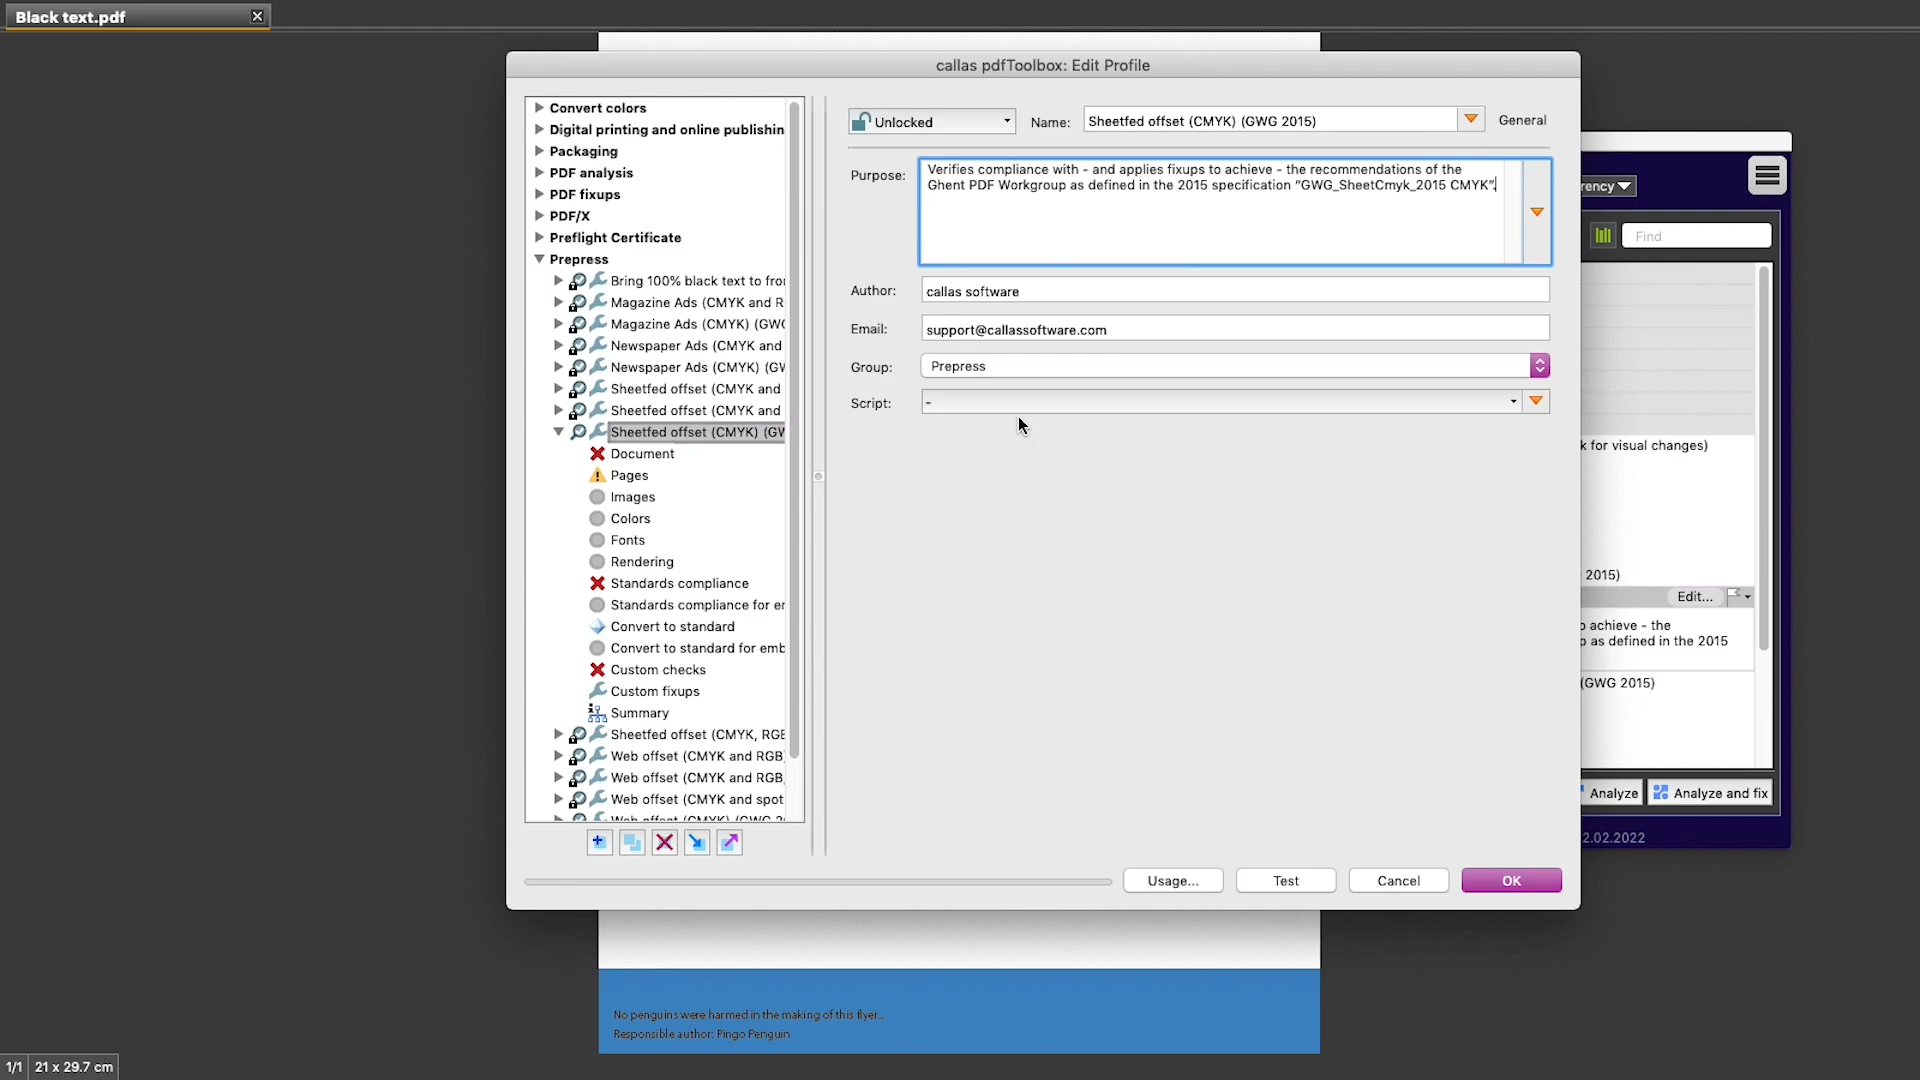 Black text.pdf
callas pdfToolbox: Edit Profile
Convert colors
Digital printing and online publishin
Packaging
PDF analysis
PDF fixups
PDF/X
Preflight Certificate
Prepress
Bring 100% black text to fro
Magazine Ads (CMYK and R
Magazine Ads (CMYK) (GW
Newspaper Ads (CMYK and
Newspaper Ads (CMYK) (GW
Sheetfed offset (CMYK and
Sheetfed offset (CMYK and
Sheetfed offset (CMYK) (GW
Document
Pages
Images
Colors
Fonts
Rendering
Standards compliance
Standards compliance for e
Convert to standard
Convert to standard for emb
Custom checks
Custom fixups
Summary
Sheetfed offset (CMYK, RGB
Web offset (CMYK and RGB)
Web offset (CMYK and RGB,
Web offset (CMYK and spot
Web offset (CMYK) (GWG 2
Unlocked
Name: Sheetfed offset (CMYK) (GWG 2015) General
Purpose: Verifies compliance with - and applies fixups to achieve - the recommendations of the
Ghent PDF Workgroup as defined in the 2015 specification "GWG_SheetCmyk_2015 CMYK".
Author: callas software
Email: support@callassoftware.com
Group: Prepress
Script: -
Usage... Test Cancel OK
rency
Find
k for visual changes)
2015)
Edit...
achieve - the
as defined in the 2015
(GWG 2015)
Analyze Analyze and fix
2.02.2022
No penguins were harmed in the making of this flyer...
Responsible author: Pingo Penguin
1/1 21 x 29.7 cm